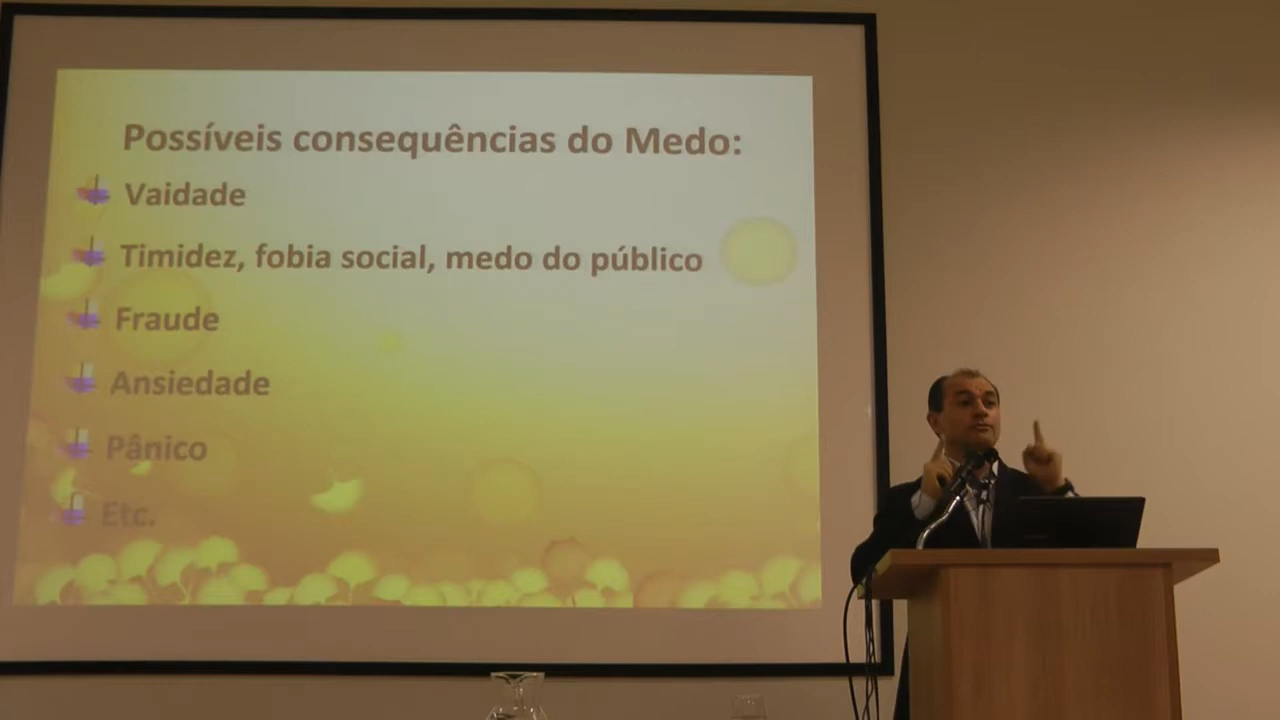 Possíveis consequências do Medo:
Vaidade
Timidez, fobia social, medo do público
Fraude
Ansiedade
Pânico
Etc.